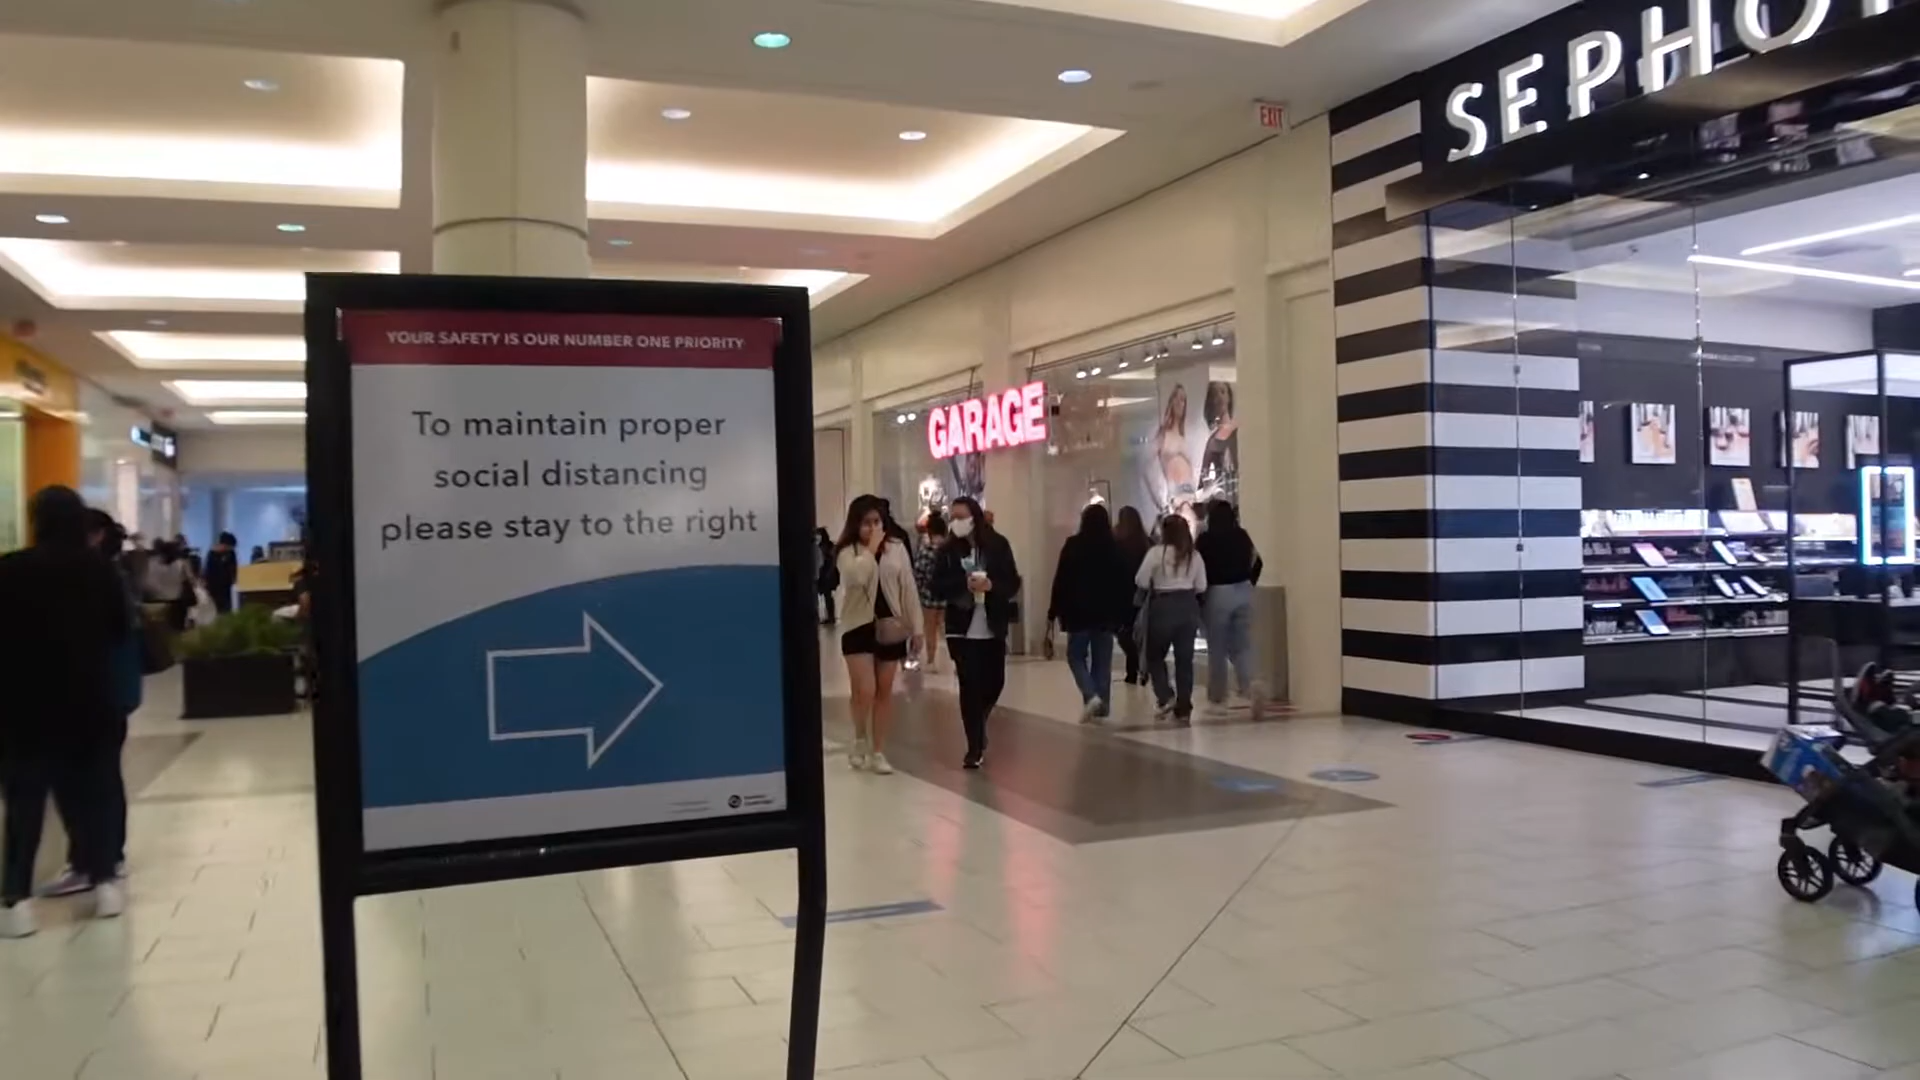 SEPHO
EXIT
YOUR SAFETY IS OUR NUMBER ONE PRIORITY
To maintain proper
social distancing
please stay to the right
GARAGE